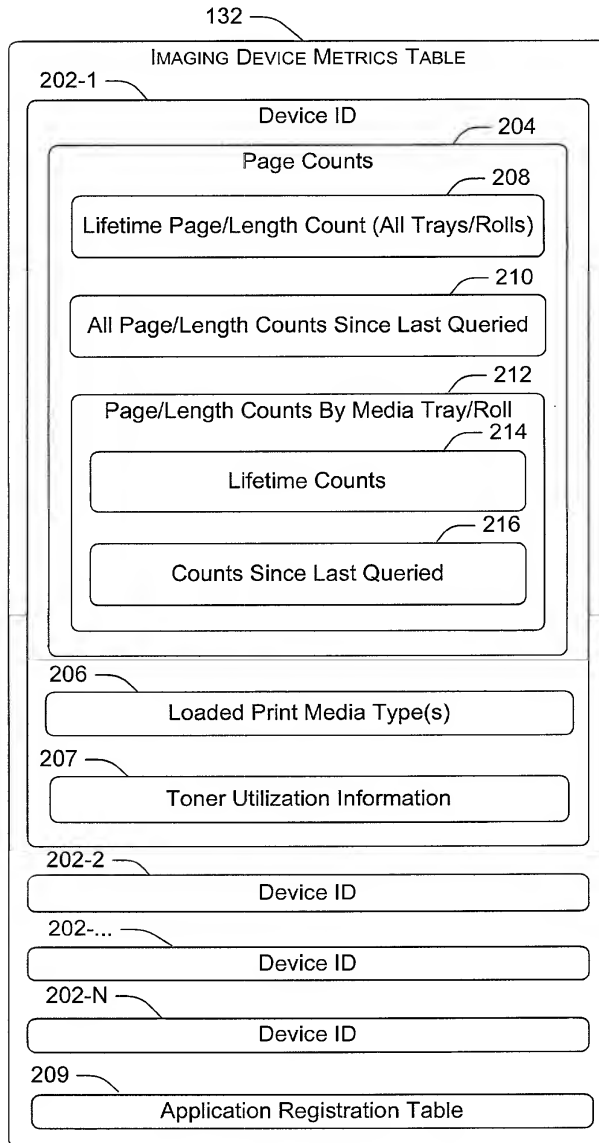 132
IMAGING DEVICE METRICS TABLE
202-1
Device ID
204
Page Counts
208
Lifetime Page/Length Count (All Trays/Rolls)
210
All Page/Length Counts Since Last Queried
212
Page/Length Counts By Media Tray/Roll
214
Lifetime Counts
216
Counts Since Last Queried
206
Loaded Print Media Type(s)
207
Toner Utilization Information
202-2
Device ID
202-...
Device ID
202-N
Device ID
209
Application Registration Table